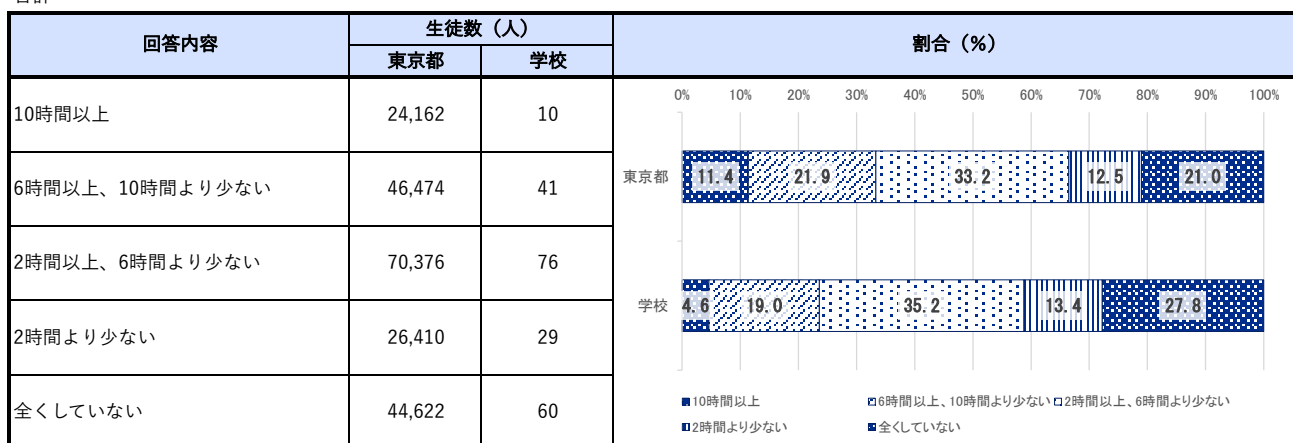 回答内容 生徒数（人） 割合（%）
東京都 学校
10時間以上 24,162 10
6時間以上、10時間より少ない 46,474 41
2時間以上、6時間より少ない 70,376 76
2時間より少ない 26,410 29
全くしていない 44,622 60
0% 10% 20% 30% 40% 50% 60% 70% 80% 90% 100%
東京都 11.4 21.9 33.2 12.5 21.0
学校 4.6 19.0 35.2 13.4 27.8
10時間以上 6時間以上、10時間より少ない 2時間以上、6時間より少ない
2時間より少ない 全くしていない